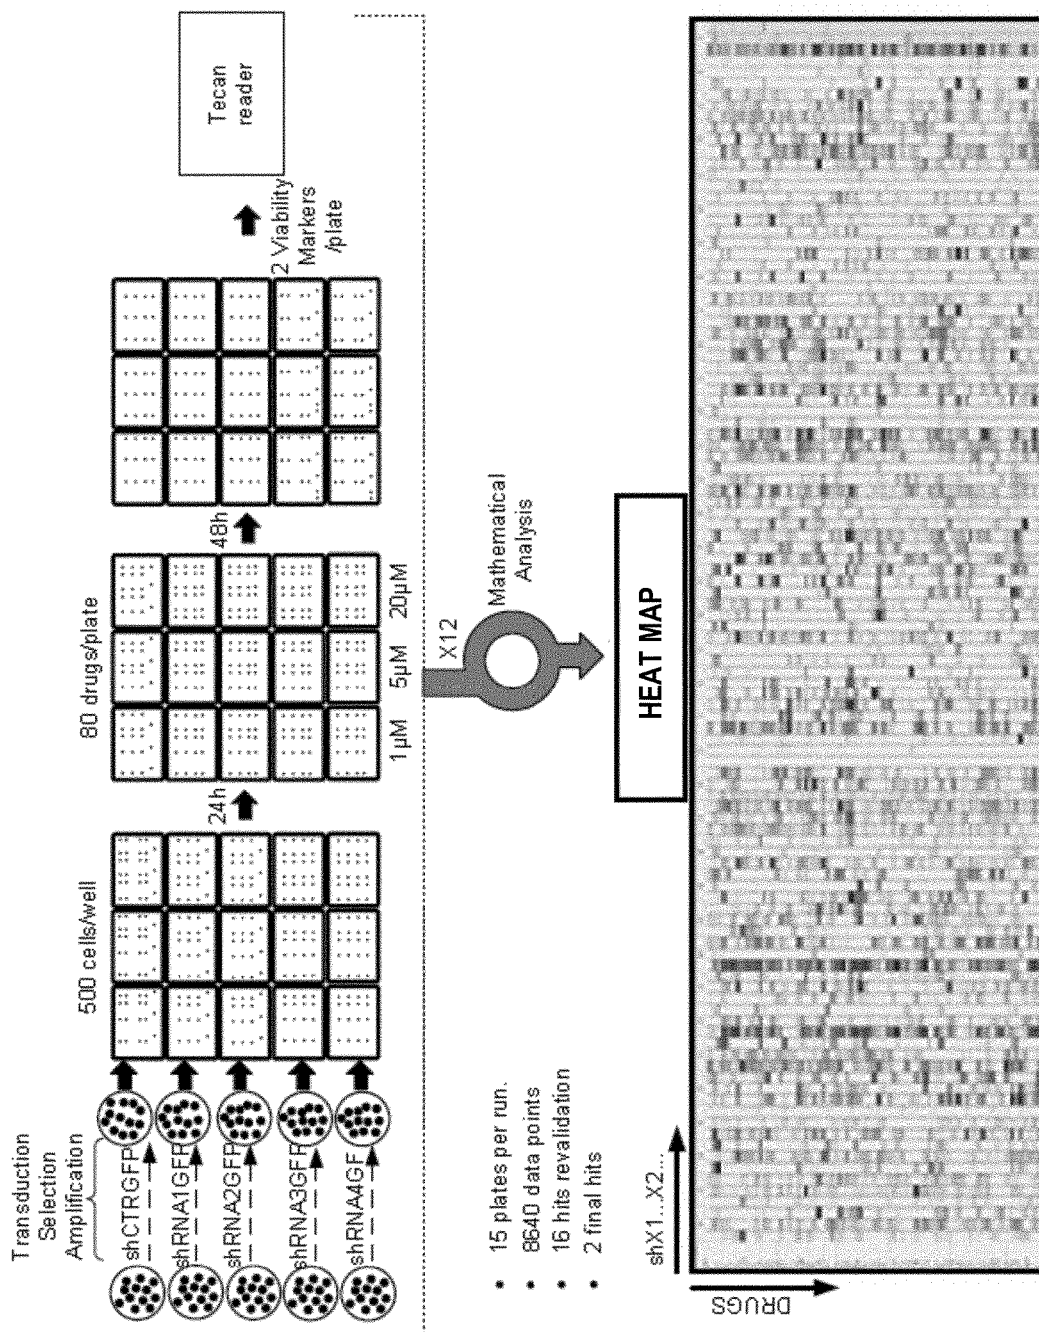 Transduction
Selection
Amplification
shCTRGFP
shRNA1GFP
shRNA2GFP
shRNA3GFP
shRNA4GF
500 cells/well
24h
80 drugs/plate
1µM
5µM
20µM
48h
2 Viability
Markers
/plate
Tecan
reader
X12
Mathematical
Analysis
• 15 plates per run.
• 8640 data points
• 16 hits revalidation
• 2 final hits
HEAT MAP
shX1...X2...
DRUGS